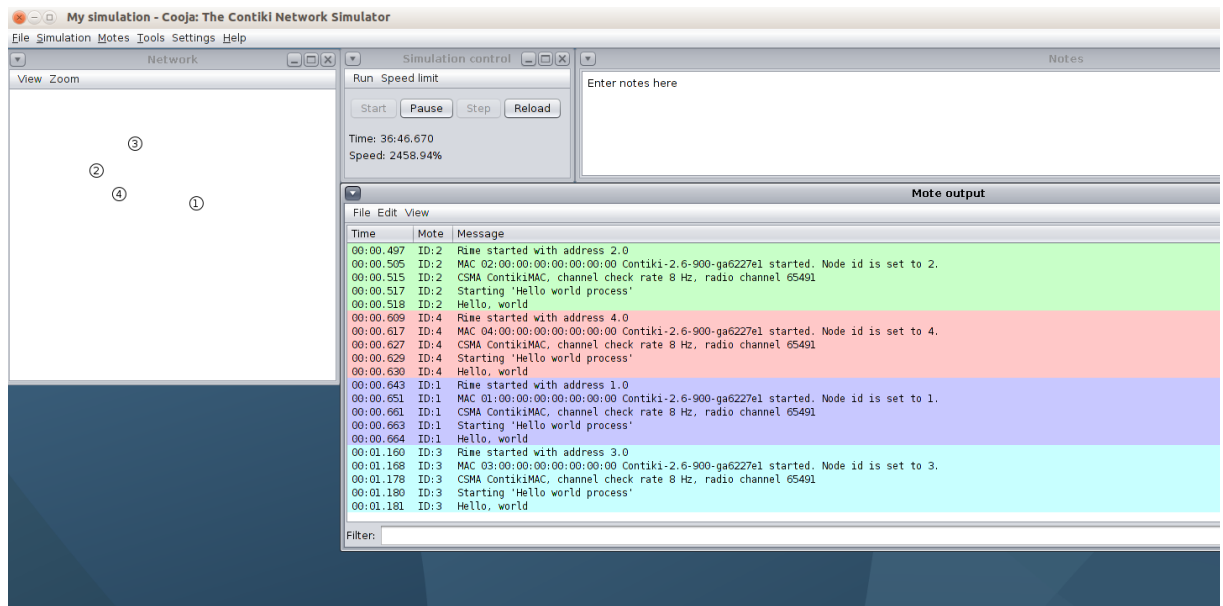 My simulation - Cooja: The Contiki Network Simulator
File Simulation Motes Tools Settings Help
Network
View Zoom
3
2
4
1
Simulation control
Run Speed limit
Start Pause Step Reload
Time: 36:46.670
Speed: 2458.94%
Notes
Enter notes here
Mote output
File Edit View
Time Mote Message
00:00.497 ID:2 Rime started with address 2.0
00:00.505 ID:2 MAC 02:00:00:00:00:00:00:00 Contiki-2.6-900-ga6227e1 started. Node id is set to 2.
00:00.515 ID:2 CSMA ContikiMAC, channel check rate 8 Hz, radio channel 65491
00:00.517 ID:2 Starting 'Hello world process'
00:00.518 ID:2 Hello, world
00:00.609 ID:4 Rime started with address 4.0
00:00.617 ID:4 MAC 04:00:00:00:00:00:00:00 Contiki-2.6-900-ga6227e1 started. Node id is set to 4.
00:00.627 ID:4 CSMA ContikiMAC, channel check rate 8 Hz, radio channel 65491
00:00.629 ID:4 Starting 'Hello world process'
00:00.630 ID:4 Hello, world
00:00.643 ID:1 Rime started with address 1.0
00:00.651 ID:1 MAC 01:00:00:00:00:00:00:00 Contiki-2.6-900-ga6227e1 started. Node id is set to 1.
00:00.661 ID:1 CSMA ContikiMAC, channel check rate 8 Hz, radio channel 65491
00:00.663 ID:1 Starting 'Hello world process'
00:00.664 ID:1 Hello, world
00:01.160 ID:3 Rime started with address 3.0
00:01.168 ID:3 MAC 03:00:00:00:00:00:00:00 Contiki-2.6-900-ga6227e1 started. Node id is set to 3.
00:01.178 ID:3 CSMA ContikiMAC, channel check rate 8 Hz, radio channel 65491
00:01.180 ID:3 Starting 'Hello world process'
00:01.181 ID:3 Hello, world
Filter: